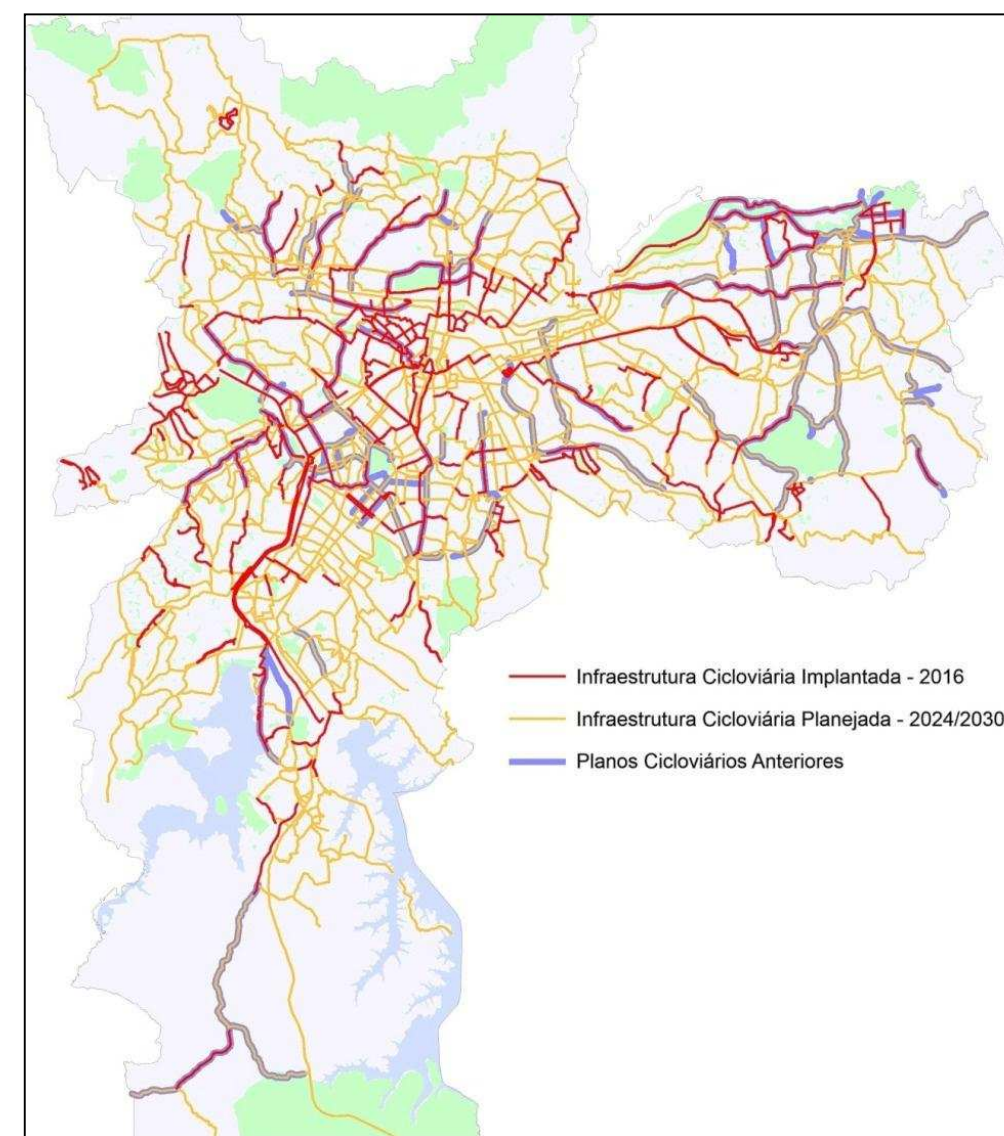 Infraestrutura Cicloviária Implantada - 2016
Infraestrutura Cicloviária Planejada - 2024/2030
Planos Cicloviários Anteriores